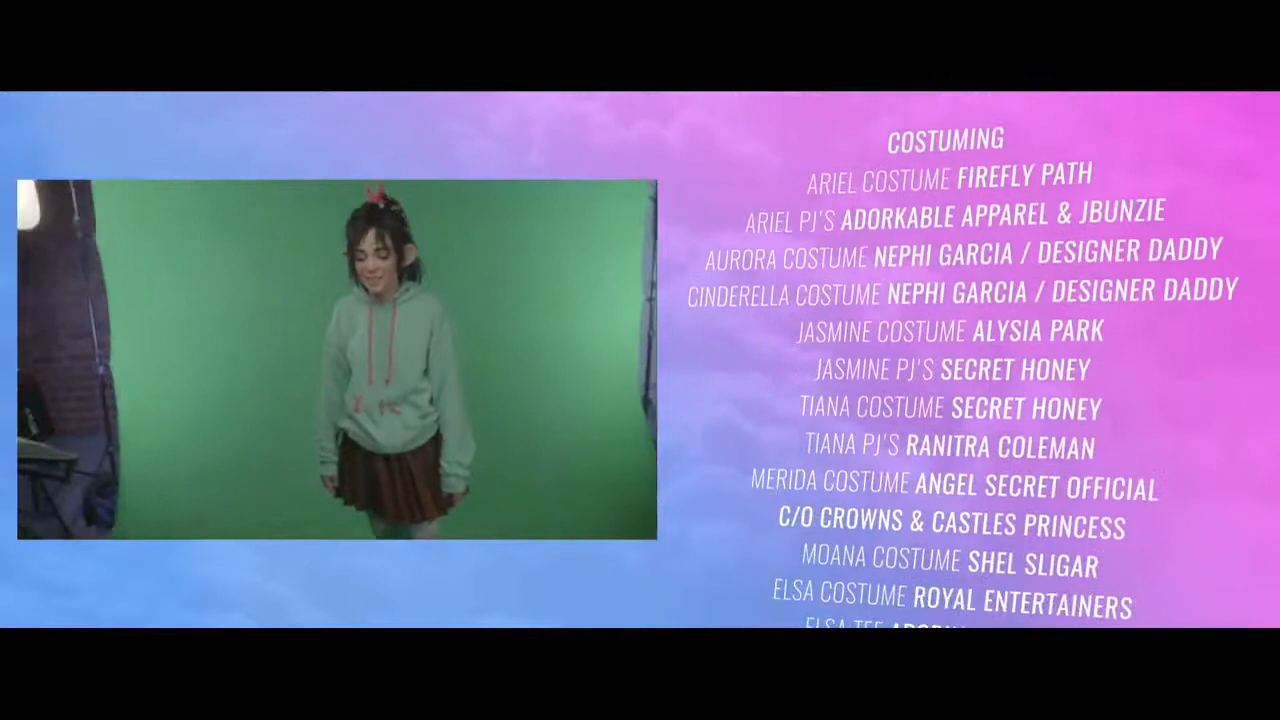 COSTUMING
ARIEL COSTUME FIREFLY PATH
ARIEL PJ'S ADORKABLE APPAREL & JBUNZIE
AURORA COSTUME NEPHI GARCIA / DESIGNER DADDY
CINDERELLA COSTUME NEPHI GARCIA / DESIGNER DADDY
JASMINE COSTUME ALYSIA PARK
JASMINE PJ'S SECRET HONEY
TIANA COSTUME SECRET HONEY
TIANA PJ'S RANITRA COLEMAN
MERIDA COSTUME ANGEL SECRET OFFICIAL
C/O CROWNS & CASTLES PRINCESS
MOANA COSTUME SHEL SLIGAR
ELSA COSTUME ROYAL ENTERTAINERS
ELSA TEE